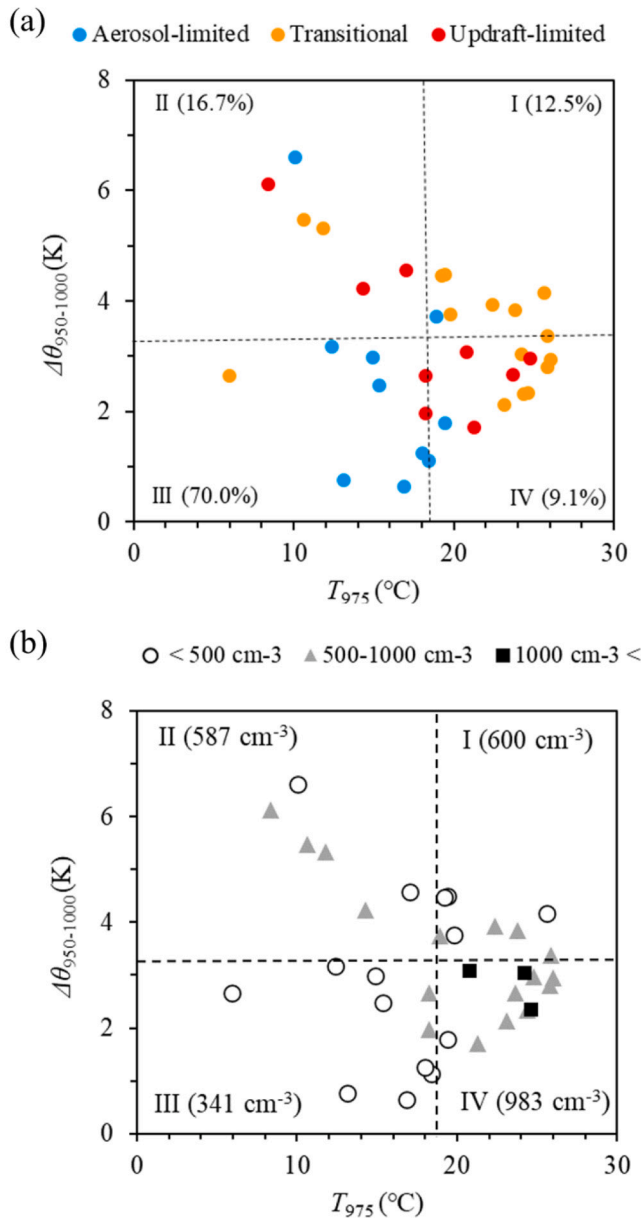 (a)
Aerosol-limited Transitional Updraft-limited
8
II (16.7%) I (12.5%)
6
4
2
III (70.0%) IV (9.1%)
0
Δθ950-1000(K)
0 10 20 30
T975 (℃)
(b)
< 500 cm-3 500-1000 cm-3 1000 cm-3 <
8
II (587 cm-3) I (600 cm-3)
6
4
2
III (341 cm-3) IV (983 cm-3)
0
Δθ950-1000(K)
0 10 20 30
T975 (℃)